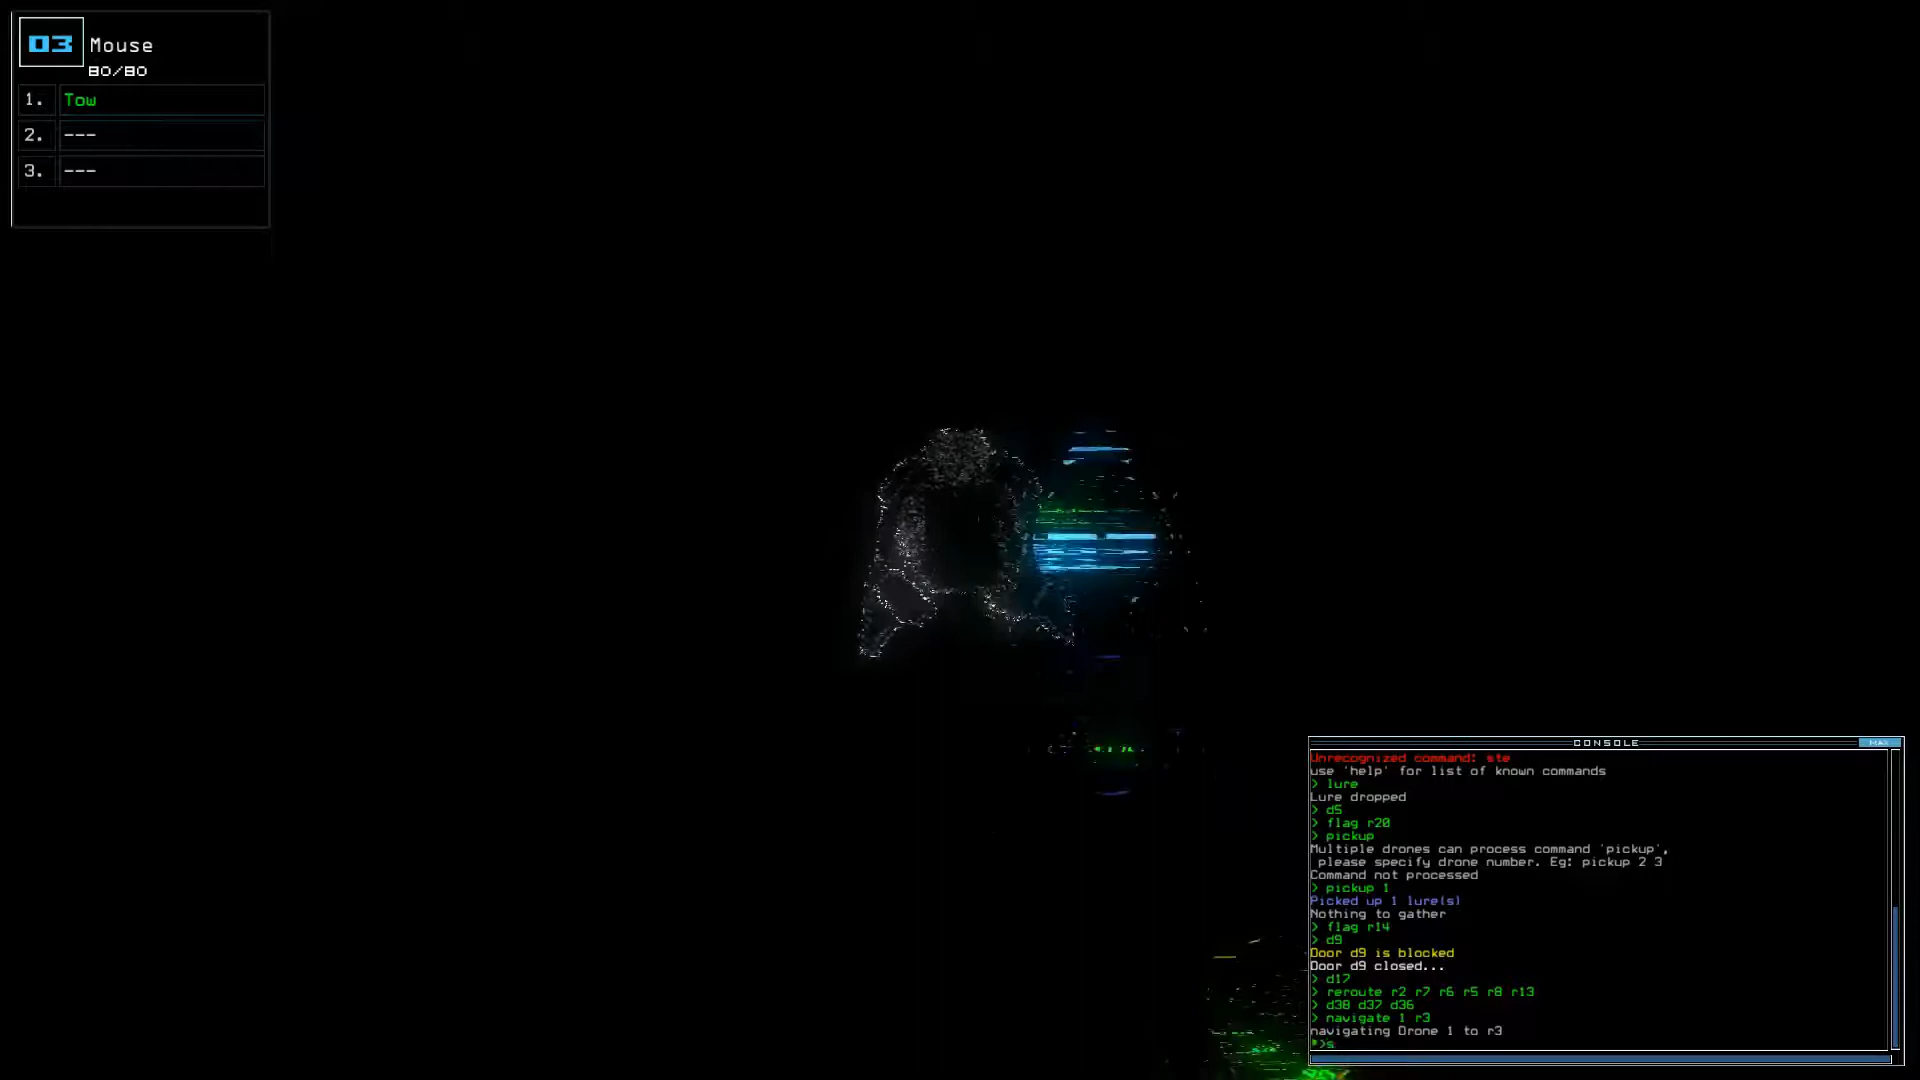 03 Mouse
80/80
1. Tow
2. ---
3. ---
CONSOLE
MAX
Unrecognized command: ste
use 'help' for list of known commands
> lure
Lure dropped
> d5
> flag r20
> pickup
Multiple drones can process command 'pickup',
please specify drone number. Eg: pickup 2 3
Command not processed
> pickup 1
Picked up 1 lure(s)
Nothing to gather
> flag r14
> d9
Door d9 is blocked
Door d9 closed...
> d17
> reroute r2 r7 r6 r5 r8 r13
> d38 d37 d36
> navigate 1 r3
navigating Drone 1 to r3
>s